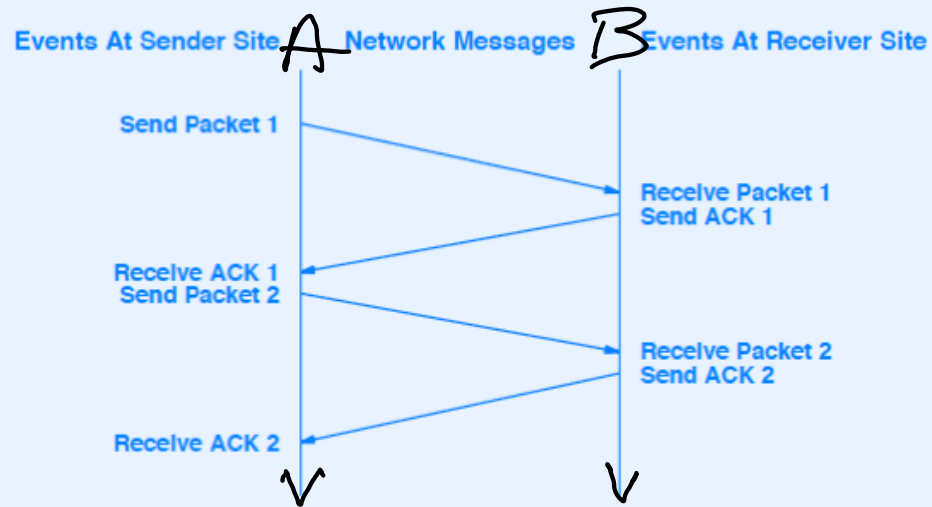 Events At Sender Site A Network Messages B Events At Receiver Site
Send Packet 1
Receive Packet 1
Send ACK 1
Receive ACK 1
Send Packet 2
Receive Packet 2
Send ACK 2
Receive ACK 2